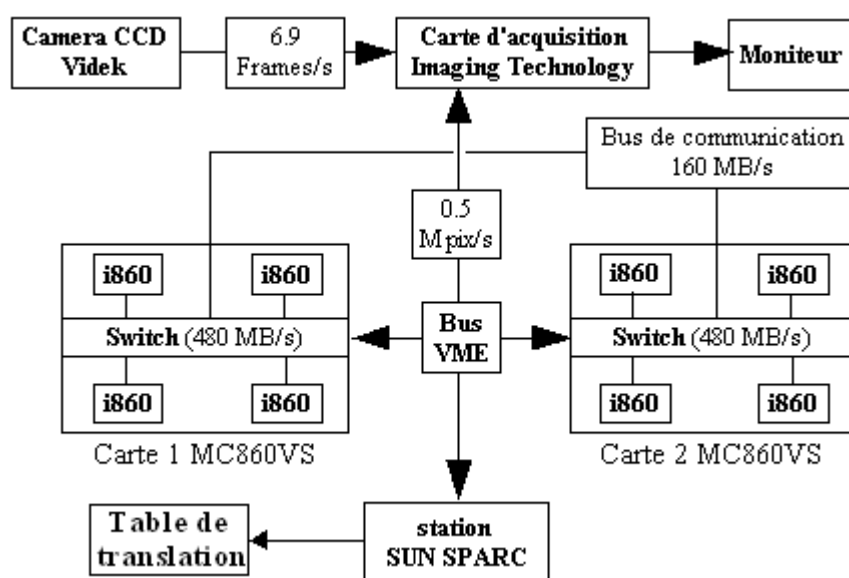 Camera CCD
Videk
6.9
Frames/s
Carte d'acquisition
Imaging Technology
Moniteur
Bus de communication
160 MB/s
0.5
Mpix/s
i860
i860
Switch (480 MB/s)
i860
i860
Carte 1 MC860VS
Bus
VME
i860
i860
Switch (480 MB/s)
i860
i860
Carte 2 MC860VS
Table de
translation
station
SUN SPARC